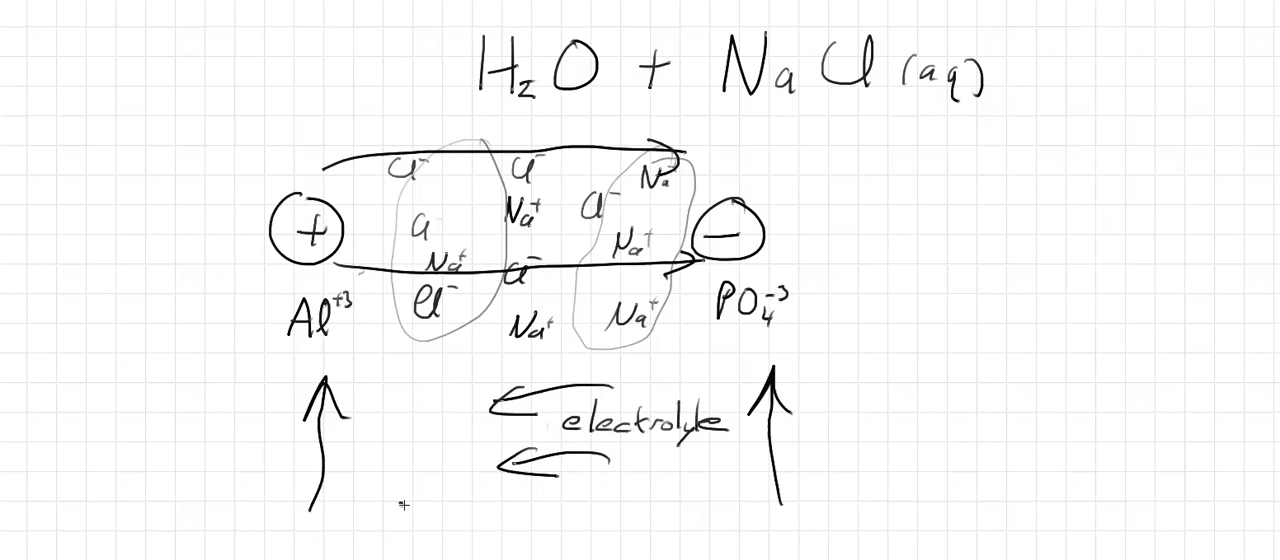 H₂O + NaCl (aq)
Cl⁻ Cl⁻ Na⁺
Cl⁻ Na⁺ Cl⁻
+ Na⁺ −
Na⁺ Cl⁻
Al⁺³ Cl⁻ Na⁺ Na⁺ PO₄⁻³
electrolyte